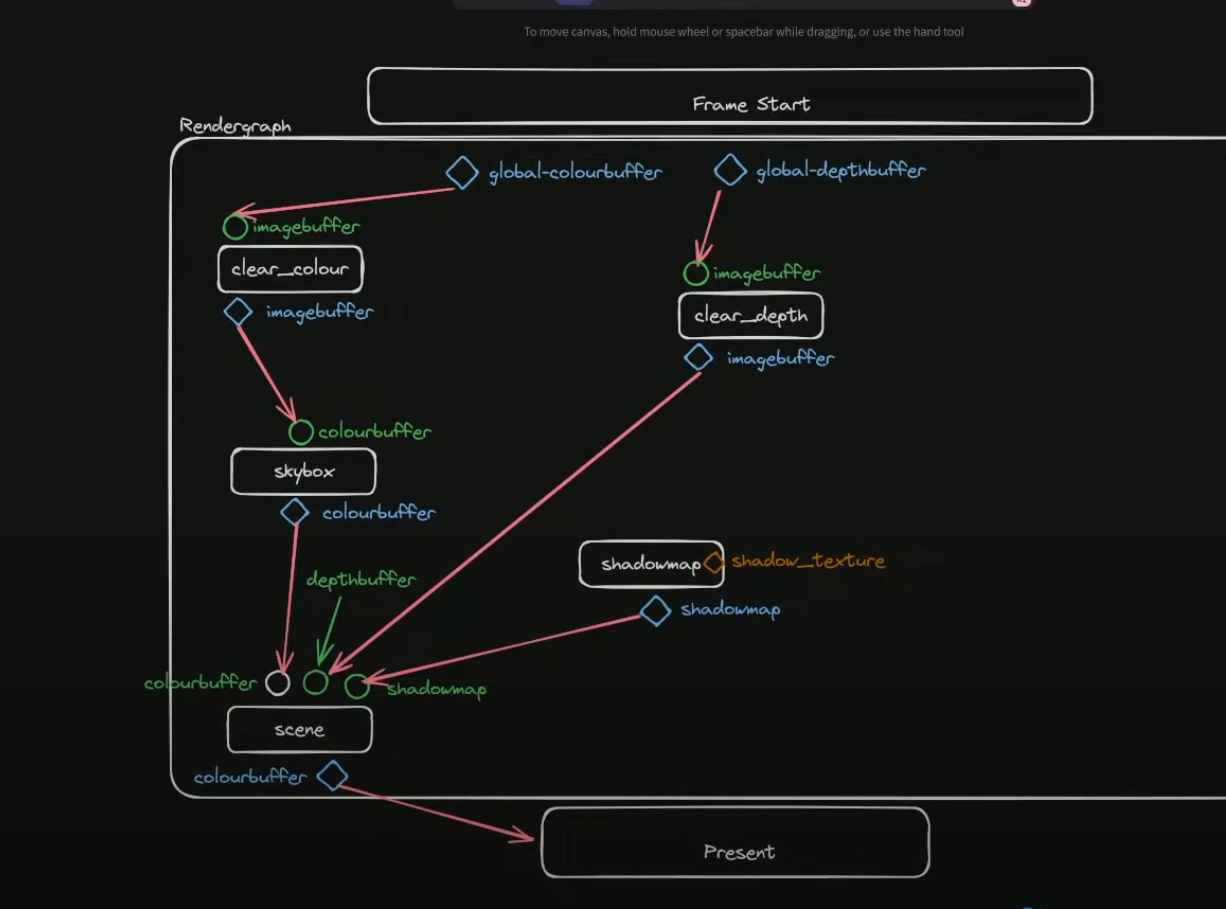 To move canvas, hold mouse wheel or spacebar while dragging, or use the hand tool
Frame Start
Rendergraph
global-colourbuffer
global-depthbuffer
imagebuffer
clear_colour
imagebuffer
imagebuffer
clear_depth
imagebuffer
colourbuffer
skybox
colourbuffer
shadowmap
shadow_texture
depthbuffer
shadowmap
colourbuffer
shadowmap
scene
colourbuffer
Present